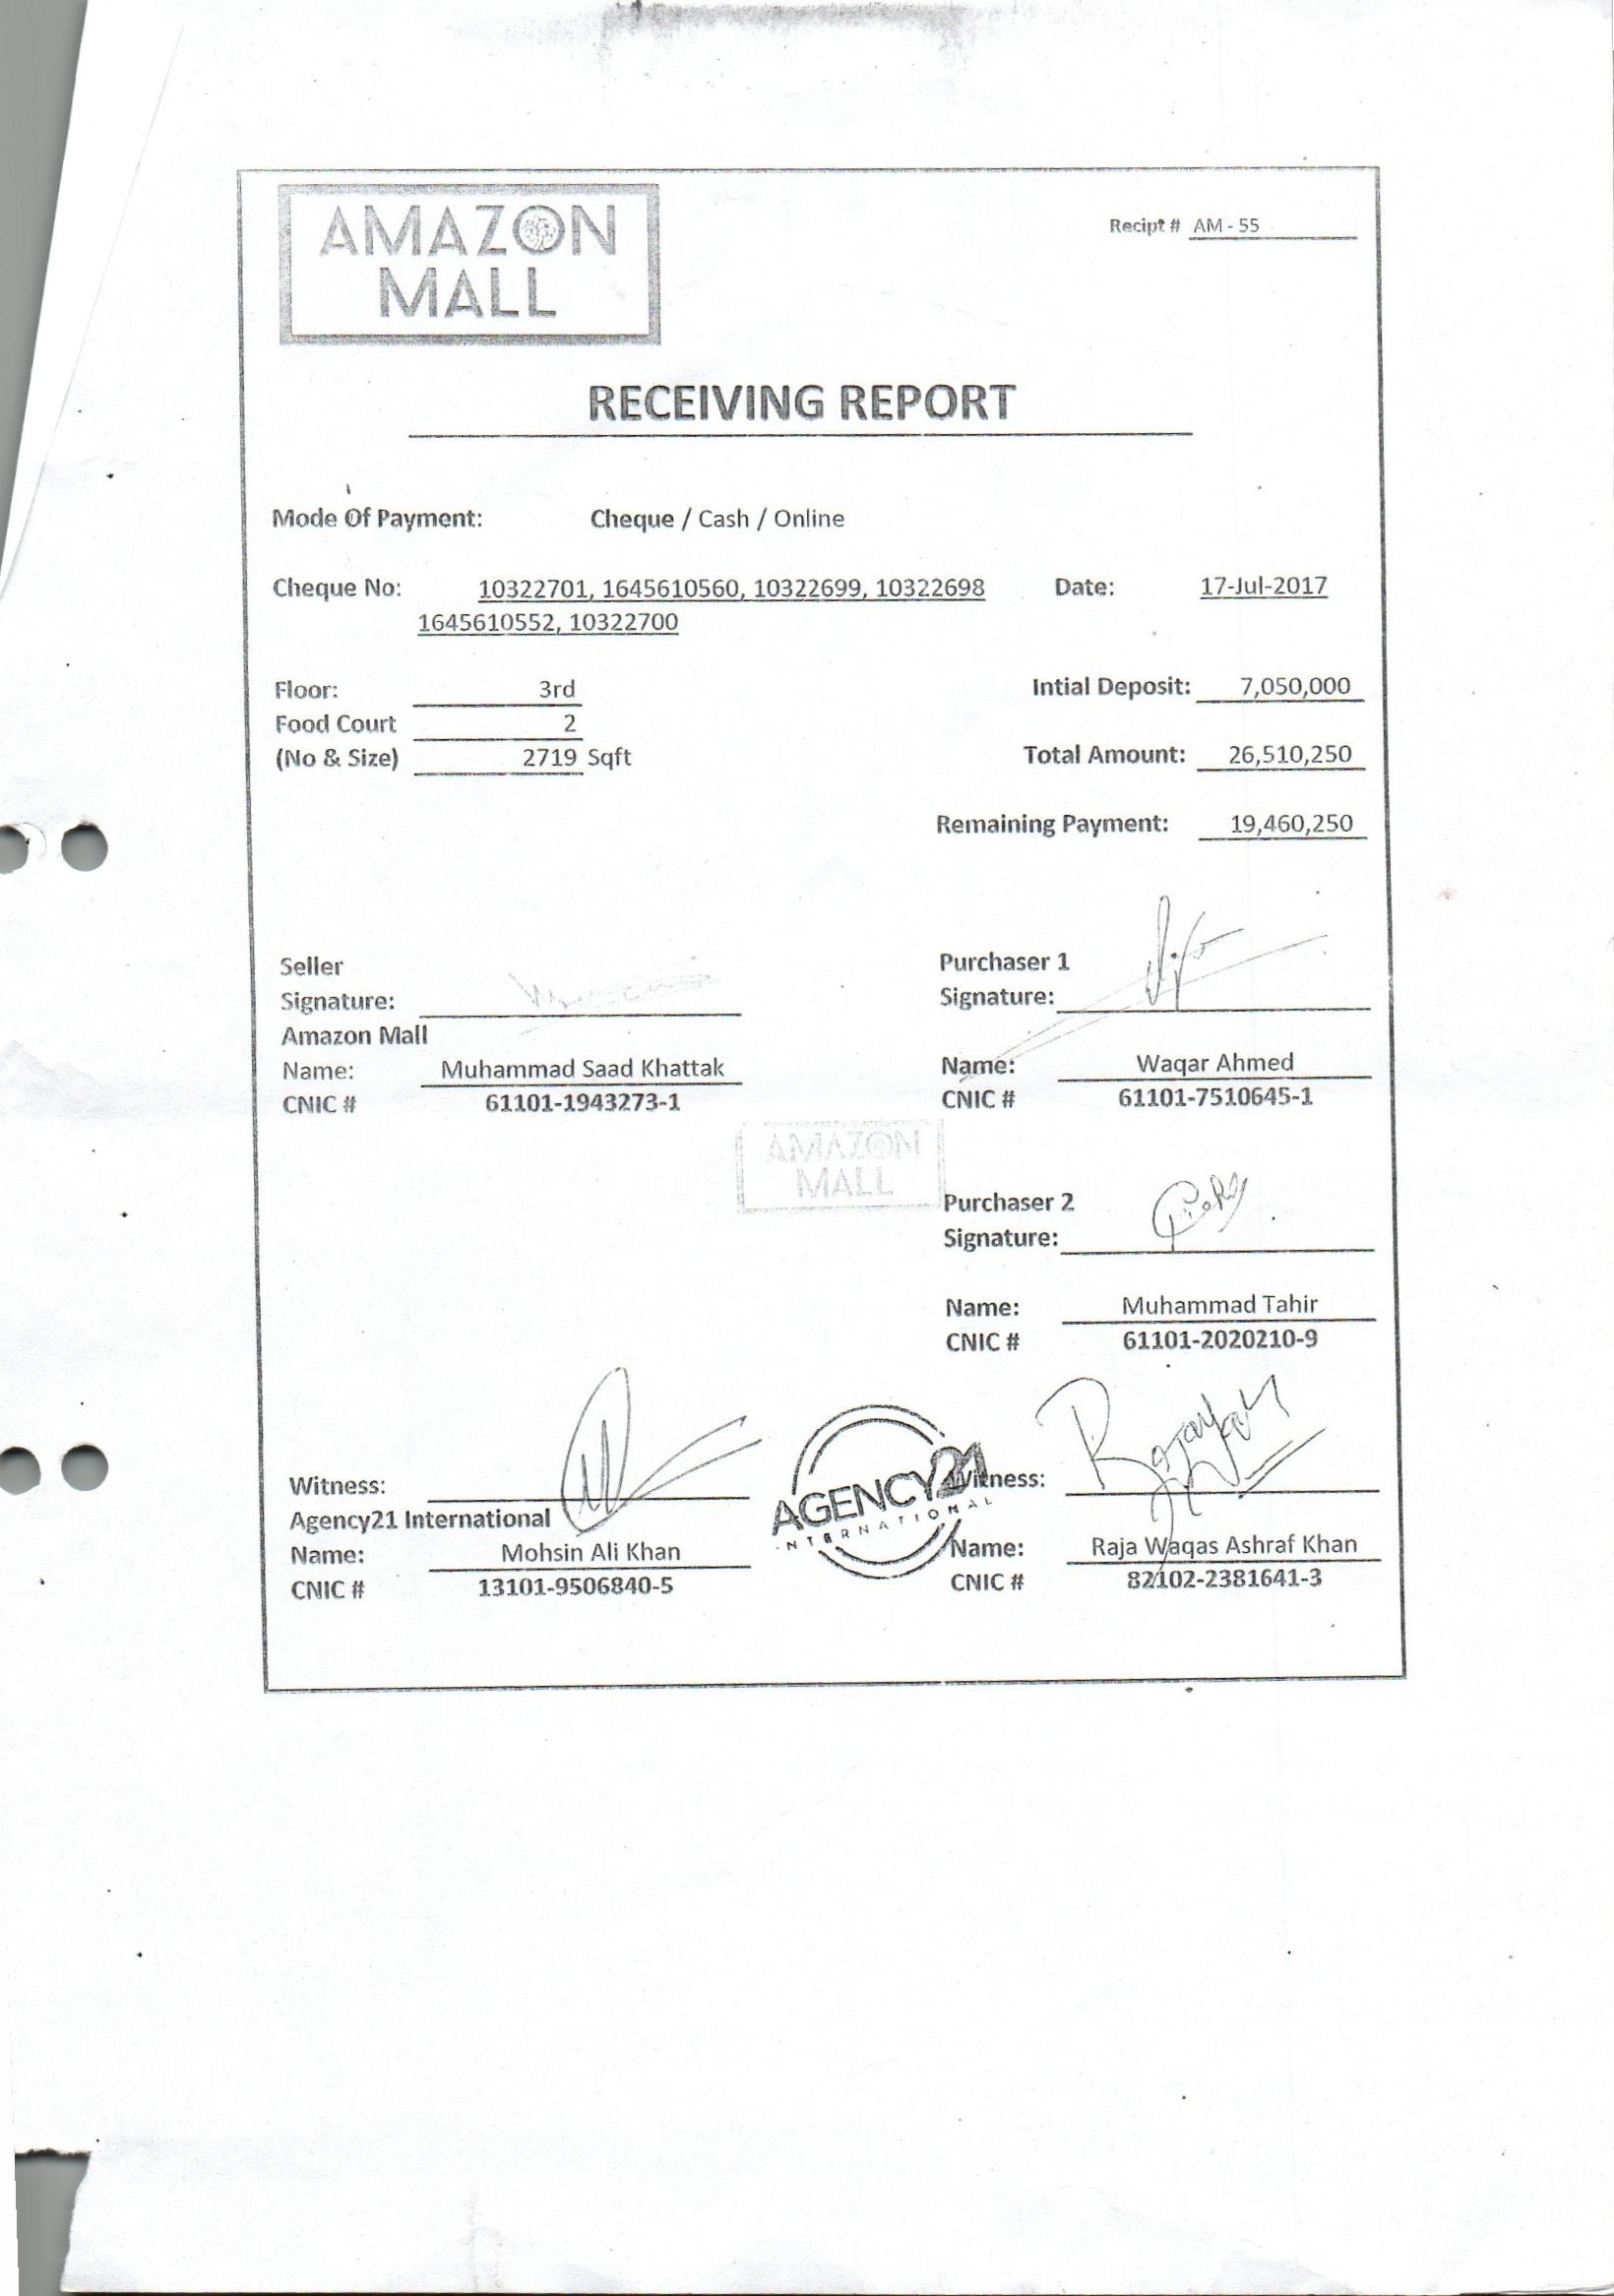 AMAZON
MALL
Recipt # AM - 55
RECEIVING REPORT
Mode Of Payment: Cheque / Cash / Online
Cheque No: 10322701, 1645610560, 10322699, 10322698 Date: 17-Jul-2017
1645610552, 10322700
Floor: 3rd Intial Deposit: 7,050,000
Food Court 2
(No & Size) 2719 Sqft Total Amount: 26,510,250
Remaining Payment: 19,460,250
Seller Purchaser 1
Signature: Signature:
Amazon Mall
Name: Muhammad Saad Khattak Name: Waqar Ahmed
CNIC # 61101-1943273-1 CNIC # 61101-7510645-1
AMAZON
MALL
Purchaser 2
Signature:
Name: Muhammad Tahir
CNIC # 61101-2020210-9
Witness: Witness:
AGENCY21
INTERNATIONAL
Agency21 International
Name: Mohsin Ali Khan Name: Raja Waqas Ashraf Khan
CNIC # 13101-9506840-5 CNIC # 82102-2381641-3